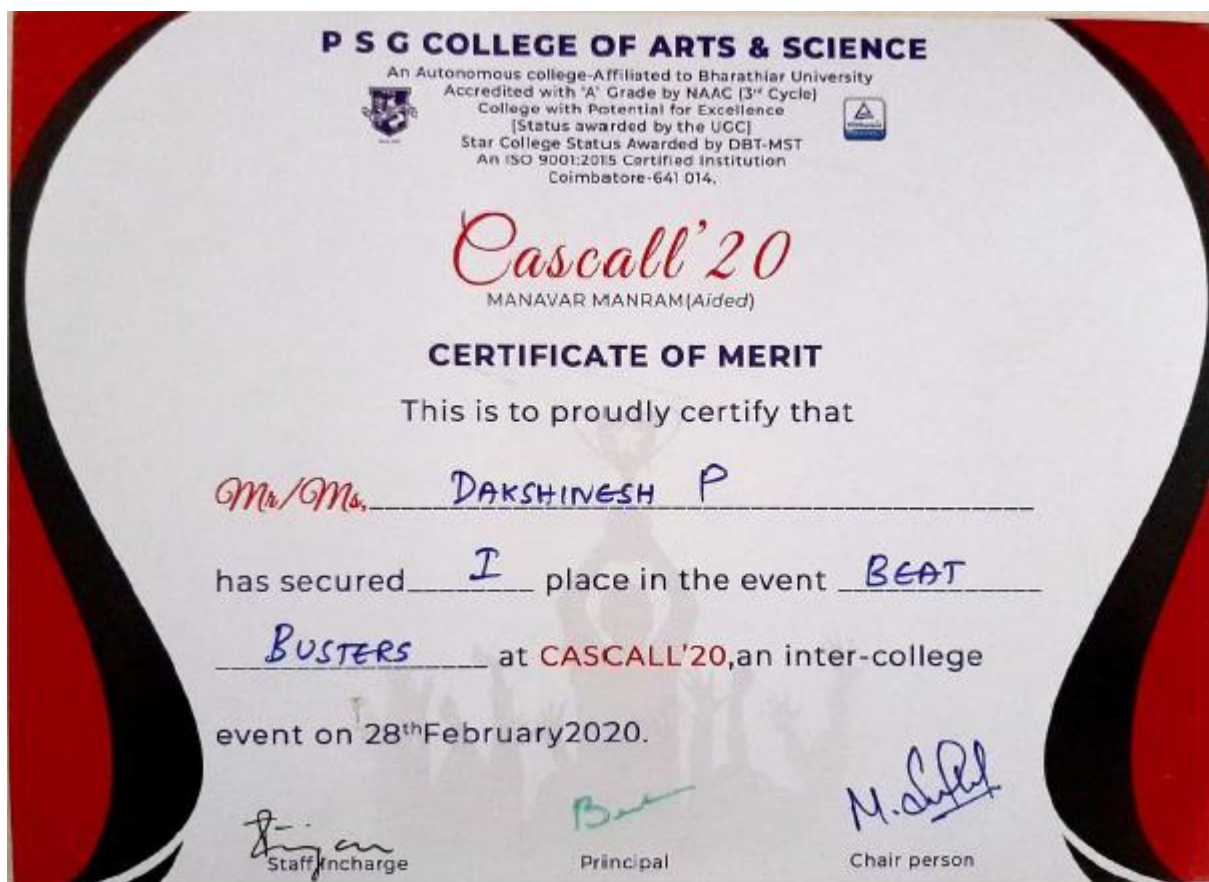 P S G COLLEGE OF ARTS & SCIENCE
An Autonomous college-Affiliated to Bharathiar University
Accredited with 'A' Grade by NAAC (3rd Cycle)
College with Potential for Excellence
[Status awarded by the UGC]
Star College Status Awarded by DBT-MST
An ISO 9001:2015 Certified Institution
Coimbatore-641 014.
Cascall'20
MANAVAR MANRAM(Aided)
CERTIFICATE OF MERIT
This is to proudly certify that
Mr/Ms, DAKSHINESH P
has secured I place in the event BEAT
BUSTERS at CASCALL'20,an inter-college
event on 28thFebruary2020.
M.
Staff Incharge Principal Chair person